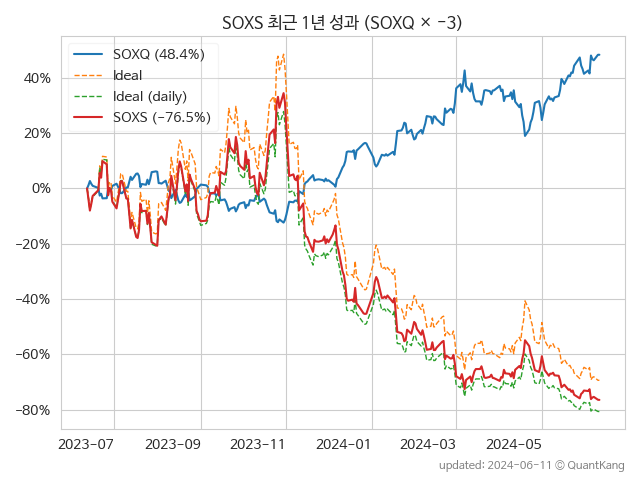 SOXS 최근 1년 성과 (SOXQ × −3)
SOXQ (48.4%)
Ideal
Ideal (daily)
SOXS (−76.5%)
40%
20%
0%
−20%
−40%
−60%
−80%
2023-07 2023-09 2023-11 2024-01 2024-03 2024-05
updated: 2024-06-11 © QuantKang